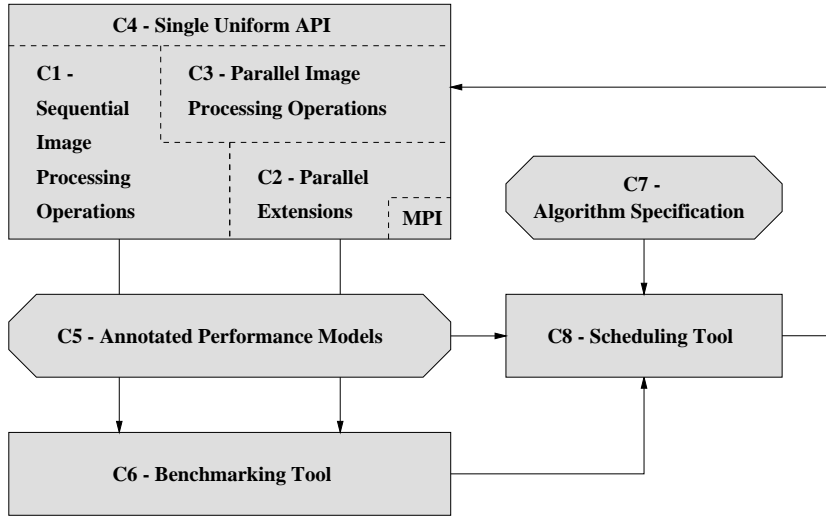 C4 - Single Uniform API
C1 -
Sequential
Image
Processing
Operations
C3 - Parallel Image
Processing Operations
C2 - Parallel
Extensions
MPI
C7 -
Algorithm Specification
C5 - Annotated Performance Models
C8 - Scheduling Tool
C6 - Benchmarking Tool